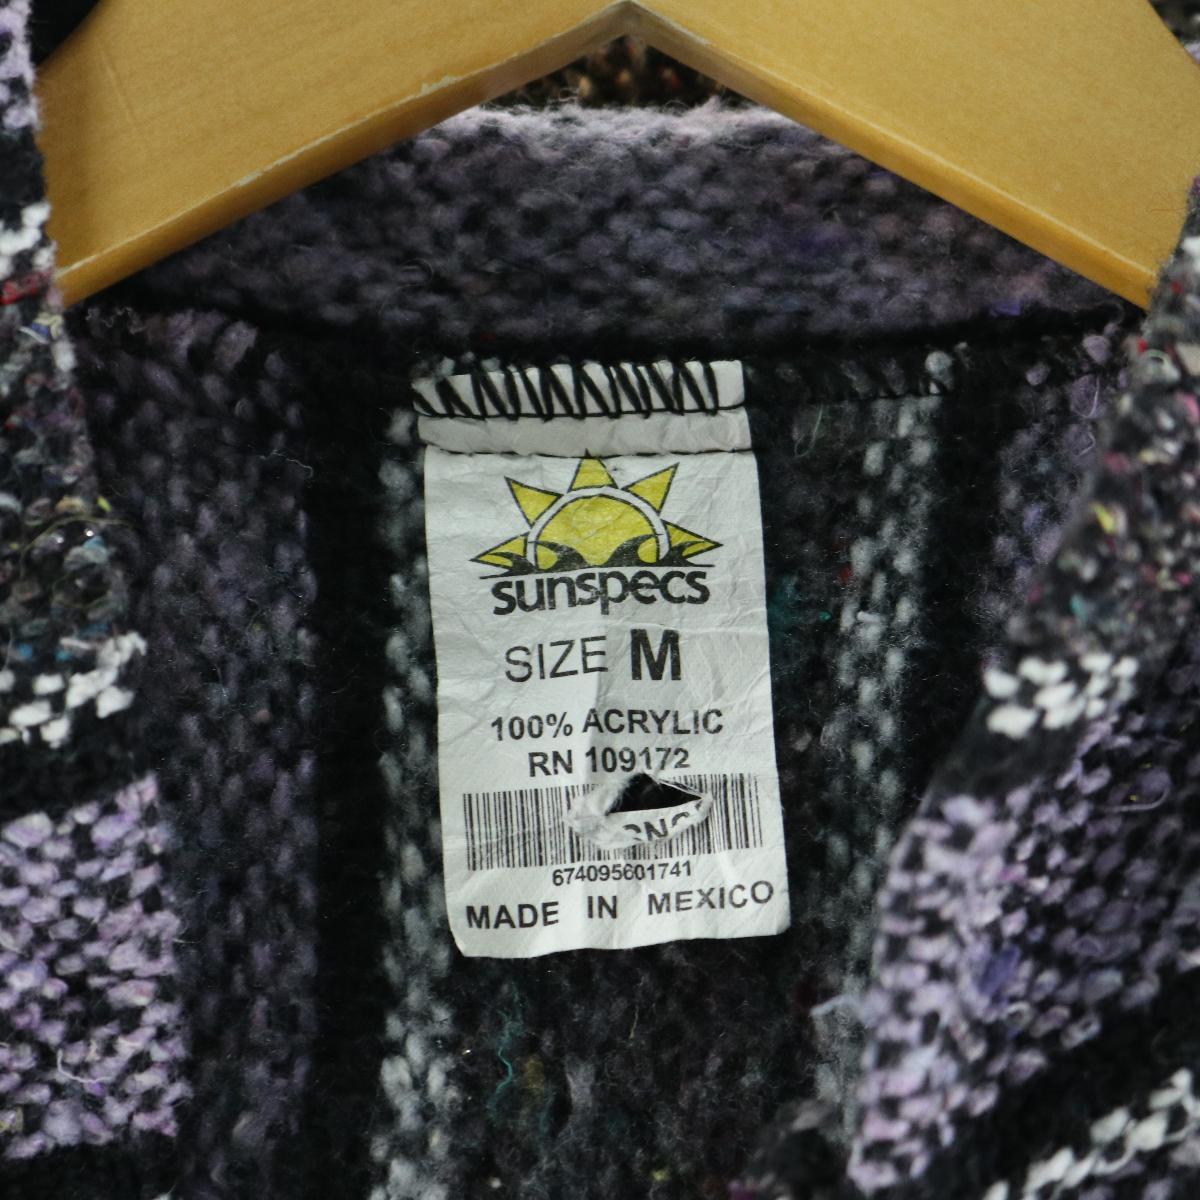 sunspecs
SIZE M
100% ACRYLIC
RN 109172
674095601741
MADE IN MEXICO